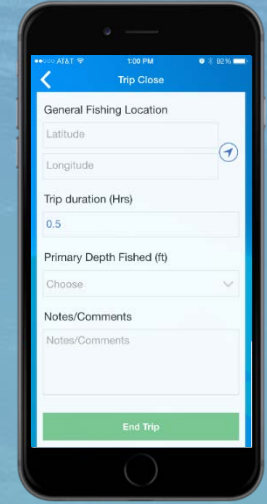 AT&T 1:00 PM 82%
Trip Close
General Fishing Location
Latitude
Longitude
Trip duration (Hrs)
0.5
Primary Depth Fished (ft)
Choose
Notes/Comments
Notes/Comments
End Trip